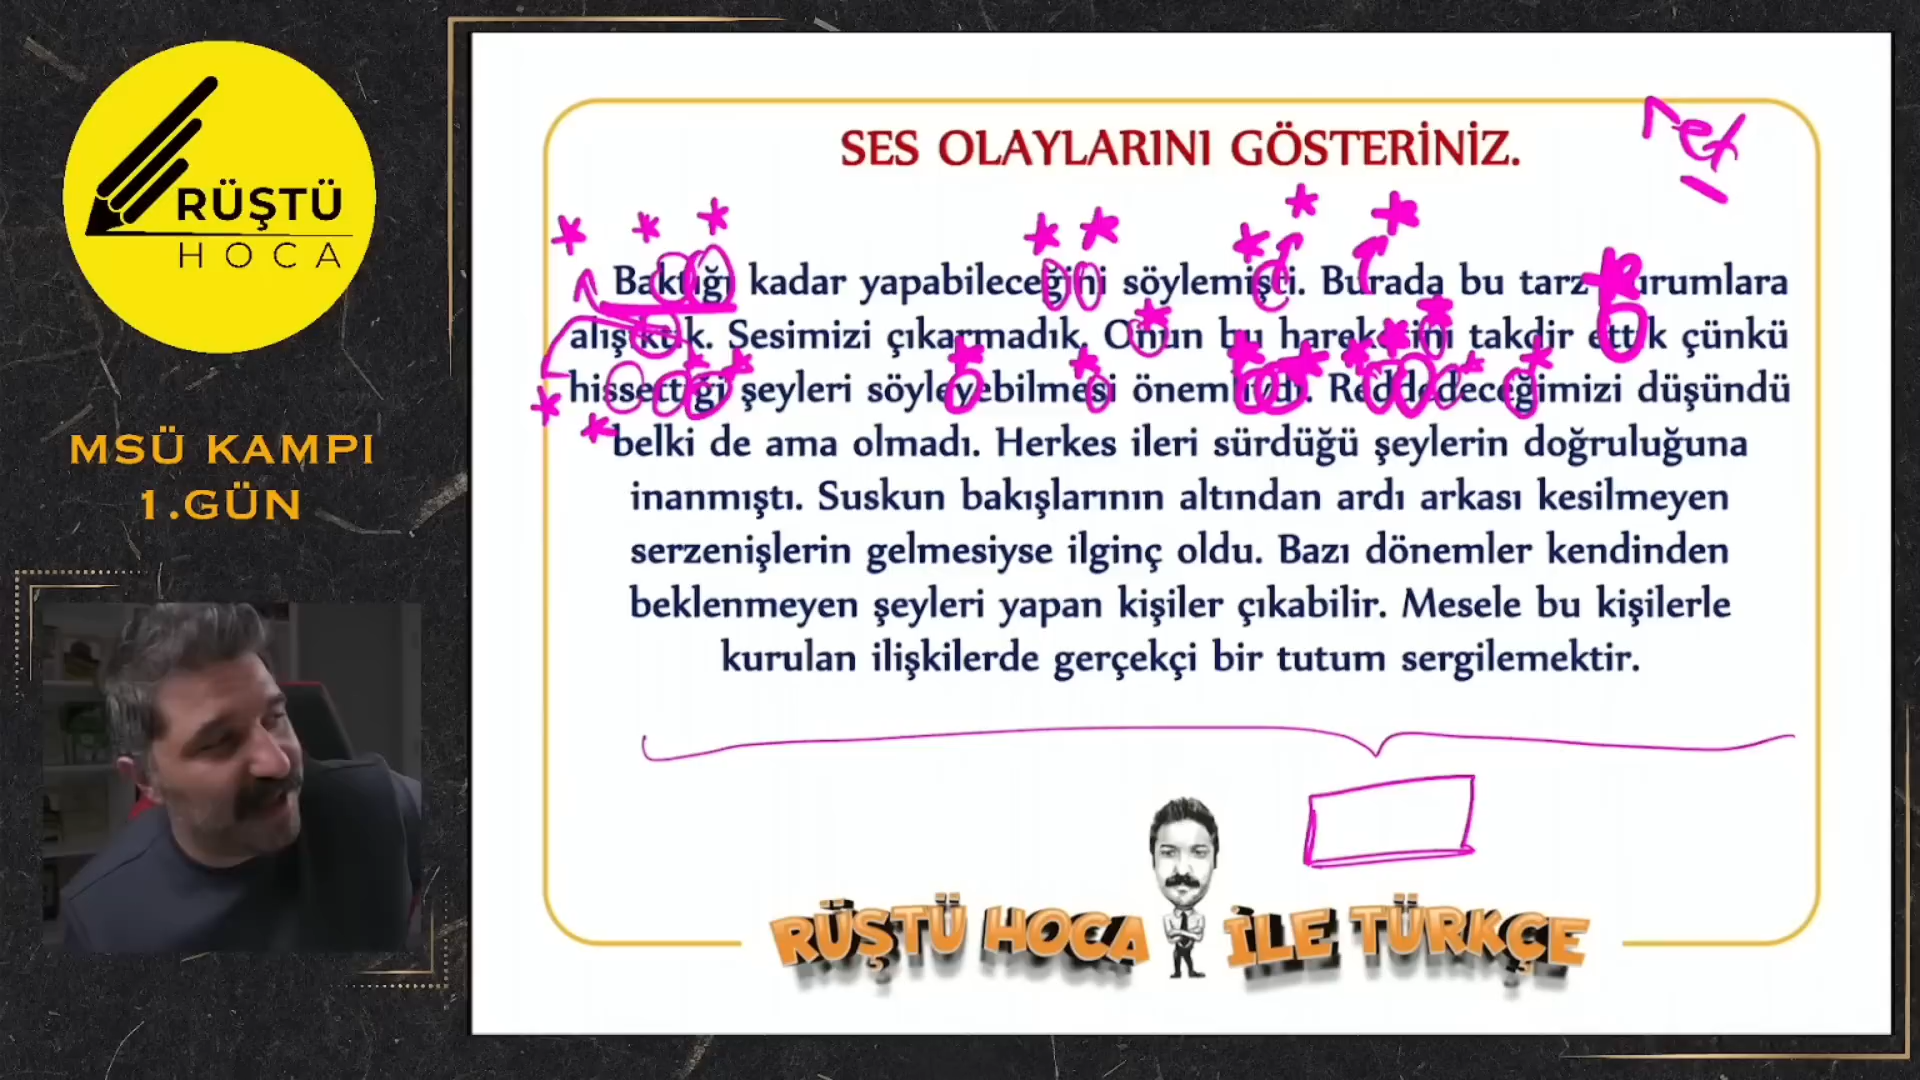 RÜŞTÜ
HOCA
MSÜ KAMPI
1.GÜN
SES OLAYLARINI GÖSTERİNİZ.
ret
Baktığı kadar yapabileceğini söylemişti. Burada bu tarz durumlara
alışıktık. Sesimizi çıkarmadık. Onun bu hareketini takdir ettik çünkü
hissettiği şeyleri söyleyebilmesi önemliydi. Reddedeceğimizi düşündü
belki de ama olmadı. Herkes ileri sürdüğü şeylerin doğruluğuna
inanmıştı. Suskun bakışlarının altından ardı arkası kesilmeyen
serzenişlerin gelmesiyse ilginç oldu. Bazı dönemler kendinden
beklenmeyen şeyleri yapan kişiler çıkabilir. Mesele bu kişilerle
kurulan ilişkilerde gerçekçi bir tutum sergilemektir.
RÜŞTÜ HOCA İLE TÜRKÇE